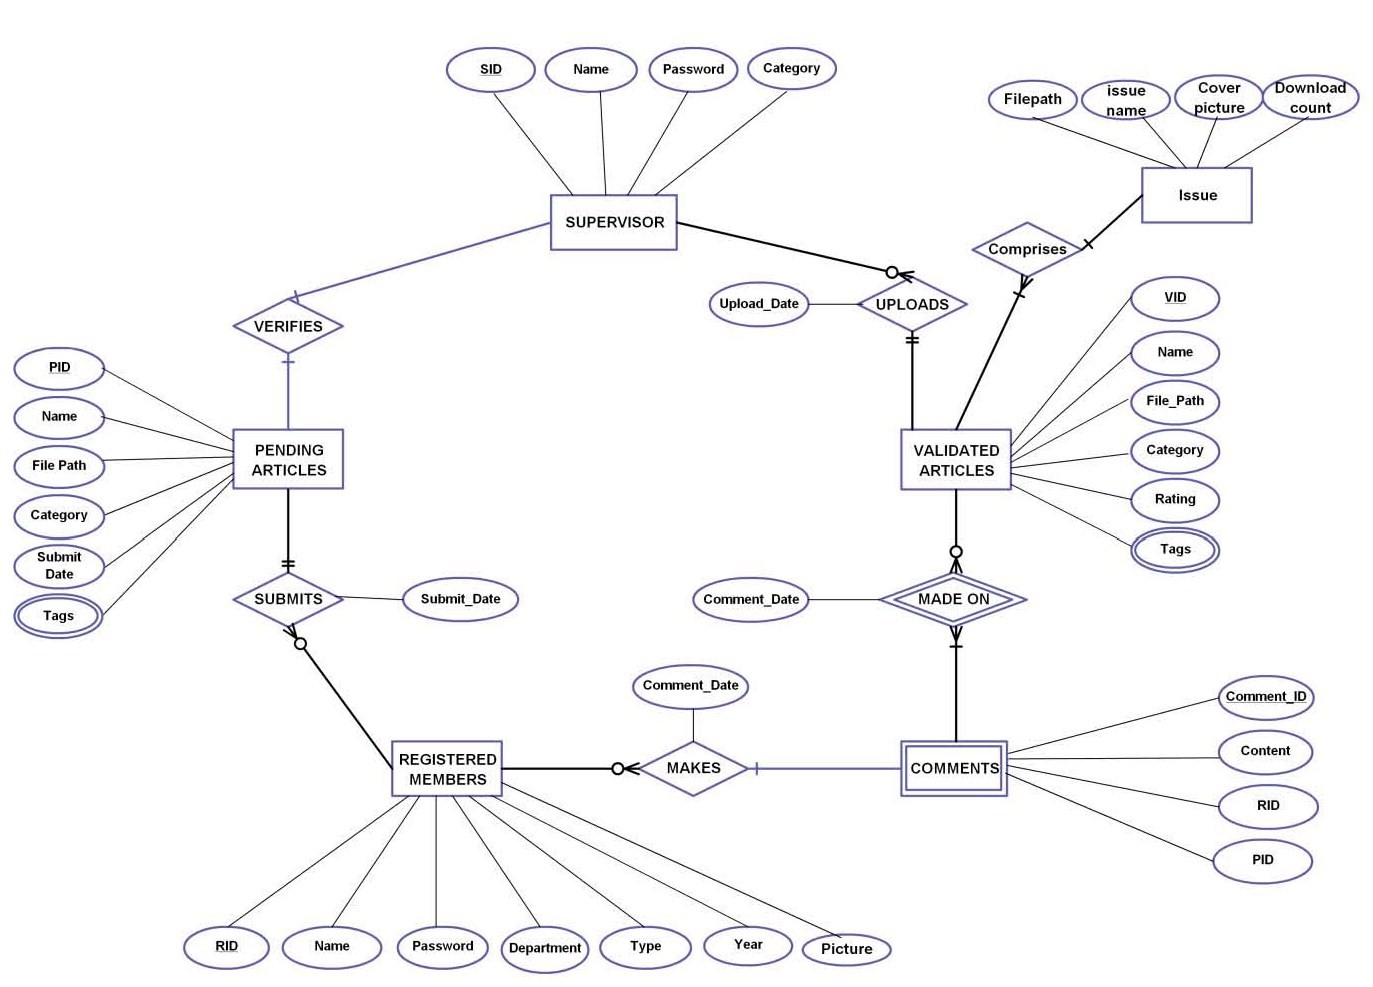 SID
Name
Password
Category
Filepath
issue
name
Cover
picture
Download
count
SUPERVISOR
Issue
Comprises
Upload_Date
UPLOADS
VERIFIES
VID
Name
File_Path
Category
Rating
Tags
PID
Name
File Path
Category
Submit
Date
Tags
PENDING
ARTICLES
VALIDATED
ARTICLES
SUBMITS
Submit_Date
Comment_Date
MADE ON
Comment_Date
REGISTERED
MEMBERS
MAKES
COMMENTS
Comment_ID
Content
RID
PID
RID
Name
Password
Department
Type
Year
Picture